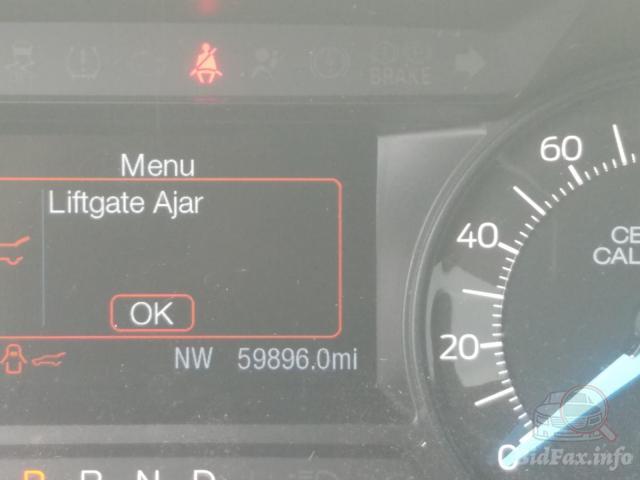 BRAKE
Menu
Liftgate Ajar
OK
NW 59896.0mi
60
40
20
0
P R N D
BidFax.info